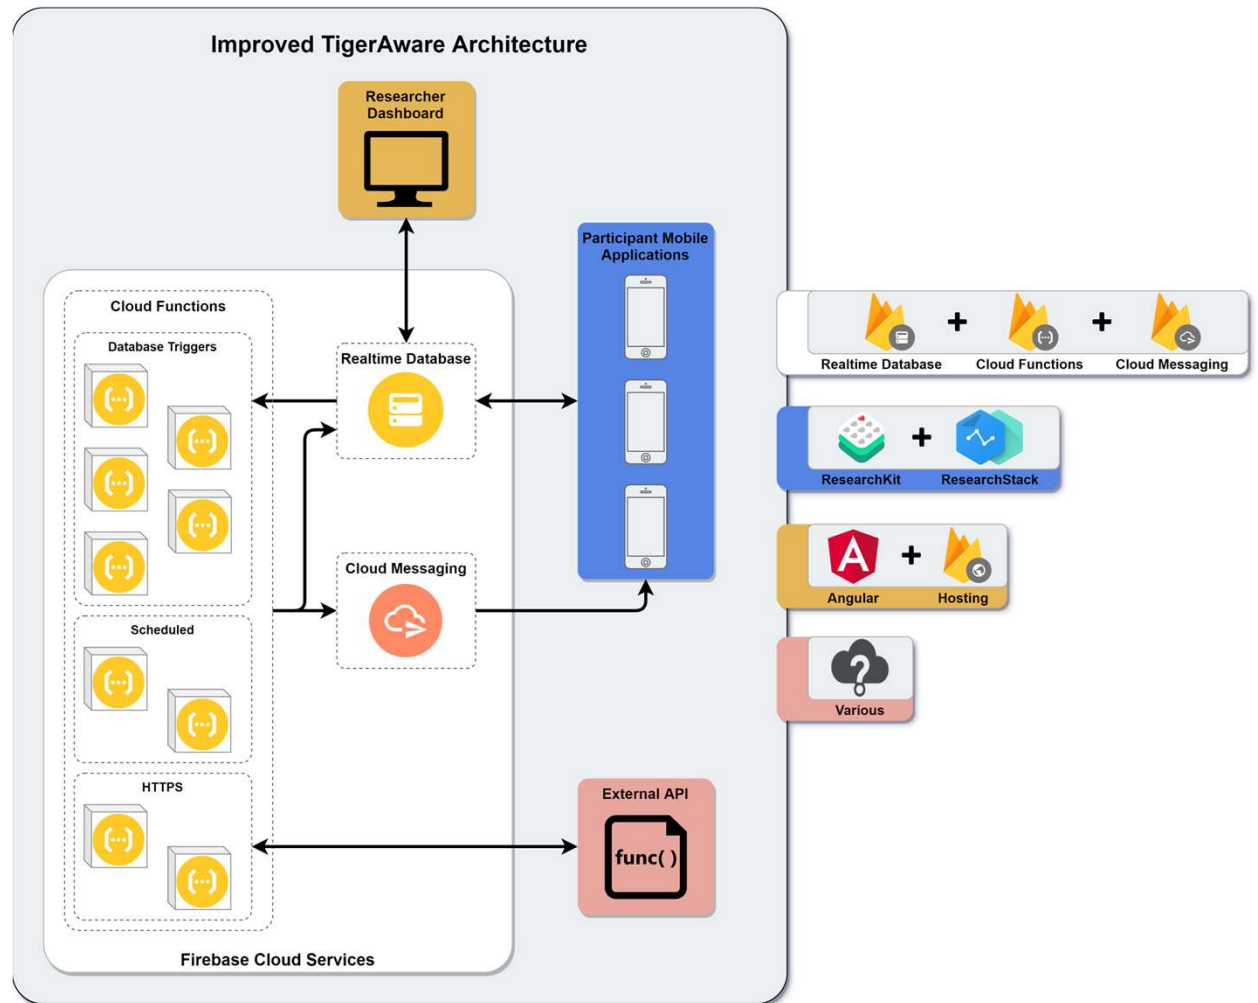 Improved TigerAware Architecture
Researcher
Dashboard
Participant Mobile
Applications
Cloud Functions
Database Triggers
Realtime Database
Cloud Messaging
Scheduled
HTTPS
External API
func( )
Firebase Cloud Services
Realtime Database
Cloud Functions
Cloud Messaging
ResearchKit
ResearchStack
Angular
Hosting
Various